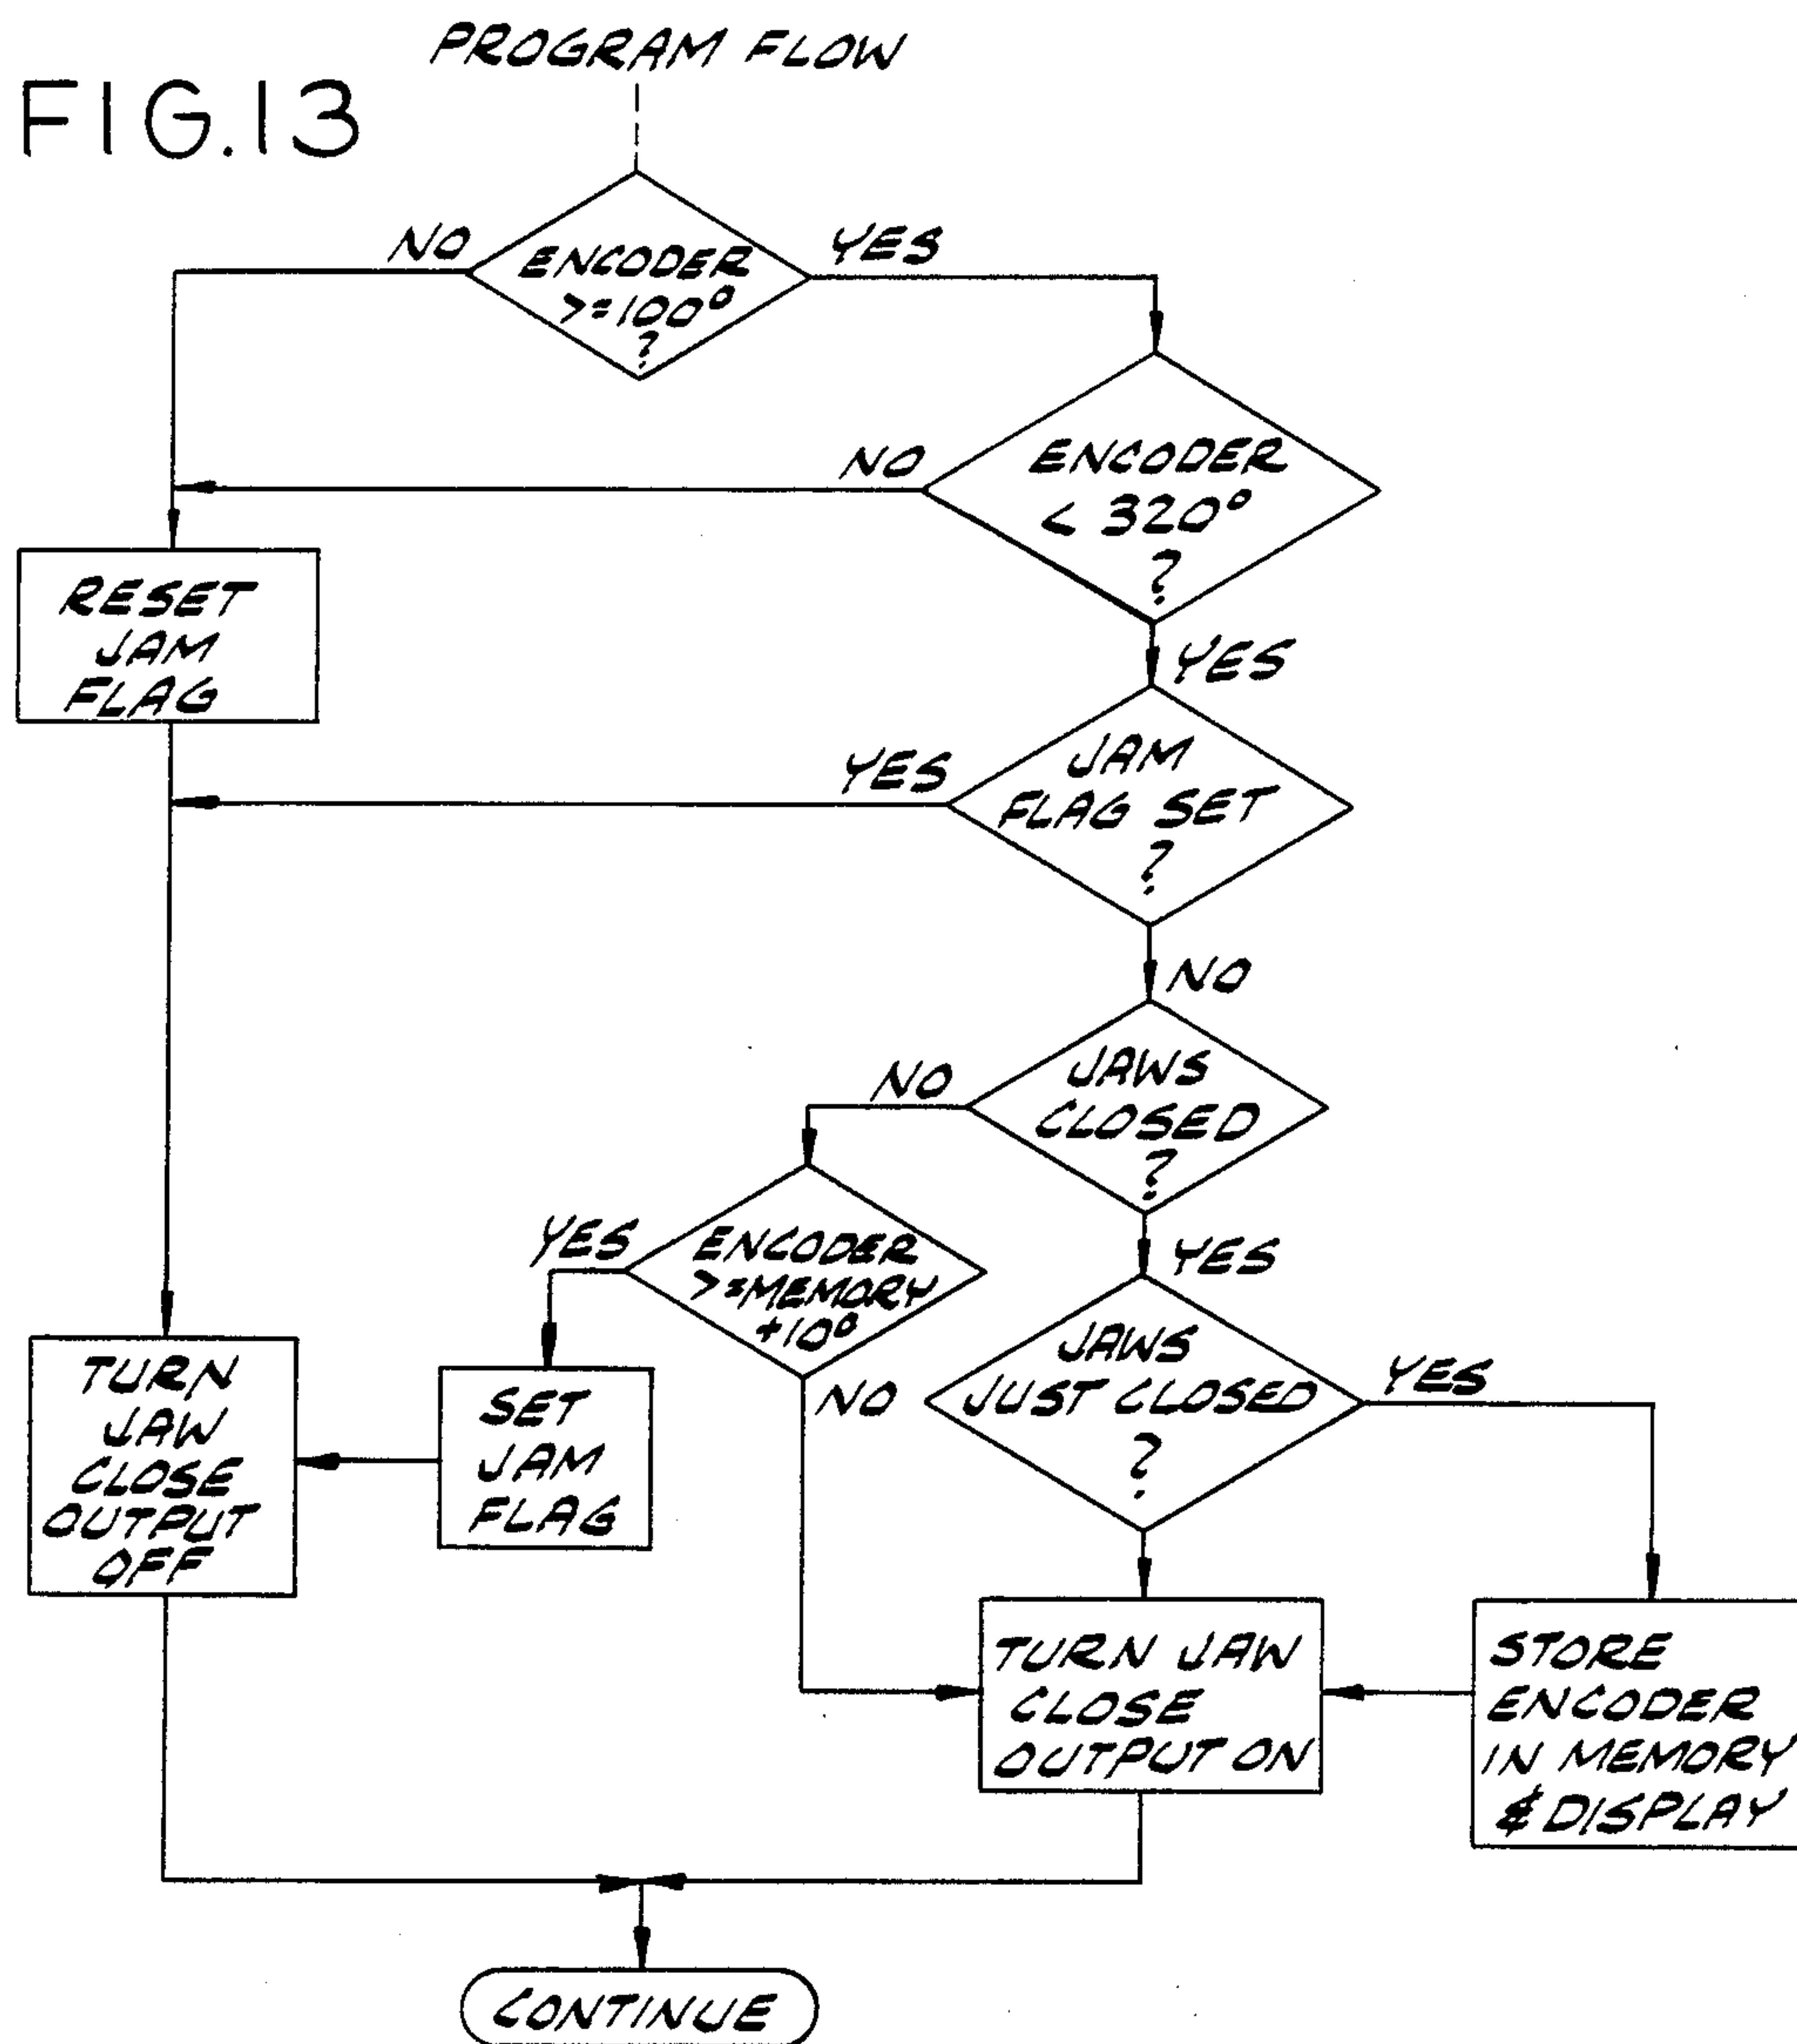 PROGRAM FLOW
FIG.13
NO
YES
ENCODER
>=100°
?
NO
ENCODER
< 320°
?
RESET
JAM
FLAG
YES
YES
JAM
FLAG SET
?
NO
NO
JAWS
CLOSED
?
YES
ENCODER
>=MEMORY
+10°
YES
JAWS
JUST CLOSED
?
YES
NO
TURN
JAW
CLOSE
OUTPUT
OFF
SET
JAM
FLAG
TURN JAW
CLOSE
OUTPUT ON
STORE
ENCODER
IN MEMORY
& DISPLAY
CONTINUE